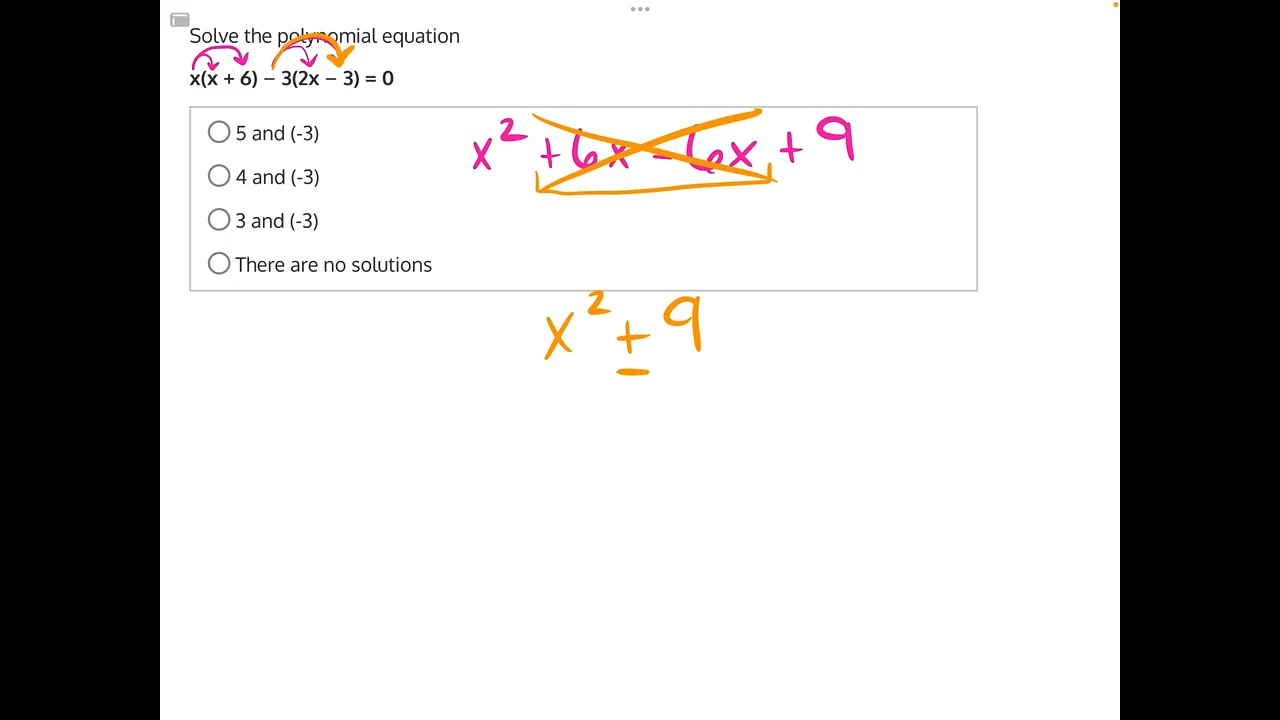 Solve the polynomial equation
x(x + 6) − 3(2x − 3) = 0
5 and (-3)
x² + 6x - 6x + 9
4 and (-3)
3 and (-3)
There are no solutions
x² + 9